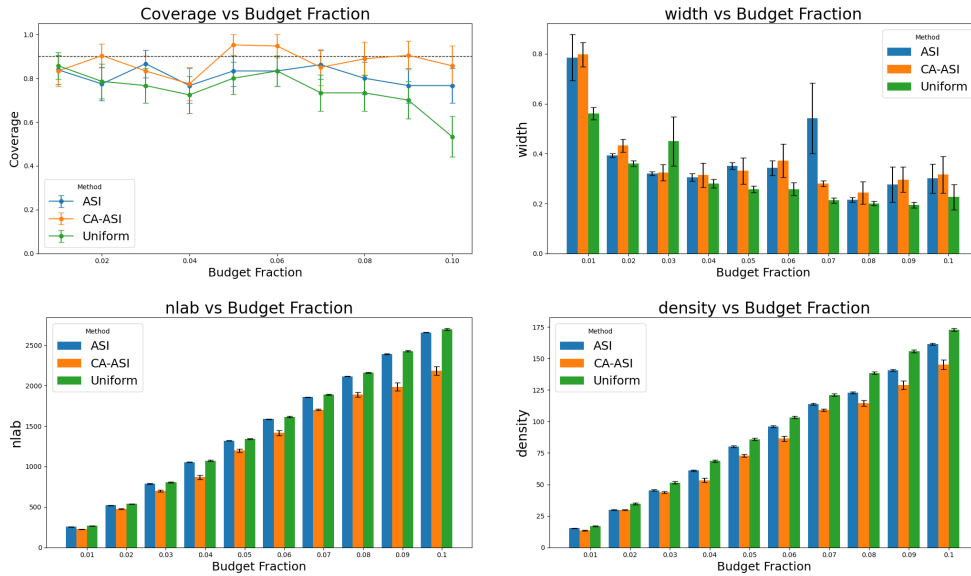 Coverage vs Budget Fraction
1.0
0.8
0.6
0.4
0.2
0.0
Coverage
Method
ASI
CA-ASI
Uniform
0.02
0.04
0.06
0.08
0.10
Budget Fraction
width vs Budget Fraction
0.8
0.6
0.4
0.2
0.0
width
Method
ASI
CA-ASI
Uniform
0.01
0.02
0.03
0.04
0.05
0.06
0.07
0.08
0.09
0.1
Budget Fraction
nlab vs Budget Fraction
2500
2000
1500
1000
500
0
nlab
Method
ASI
CA-ASI
Uniform
0.01
0.02
0.03
0.04
0.05
0.06
0.07
0.08
0.09
0.1
Budget Fraction
density vs Budget Fraction
175
150
125
100
75
50
25
0
density
Method
ASI
CA-ASI
Uniform
0.01
0.02
0.03
0.04
0.05
0.06
0.07
0.08
0.09
0.1
Budget Fraction